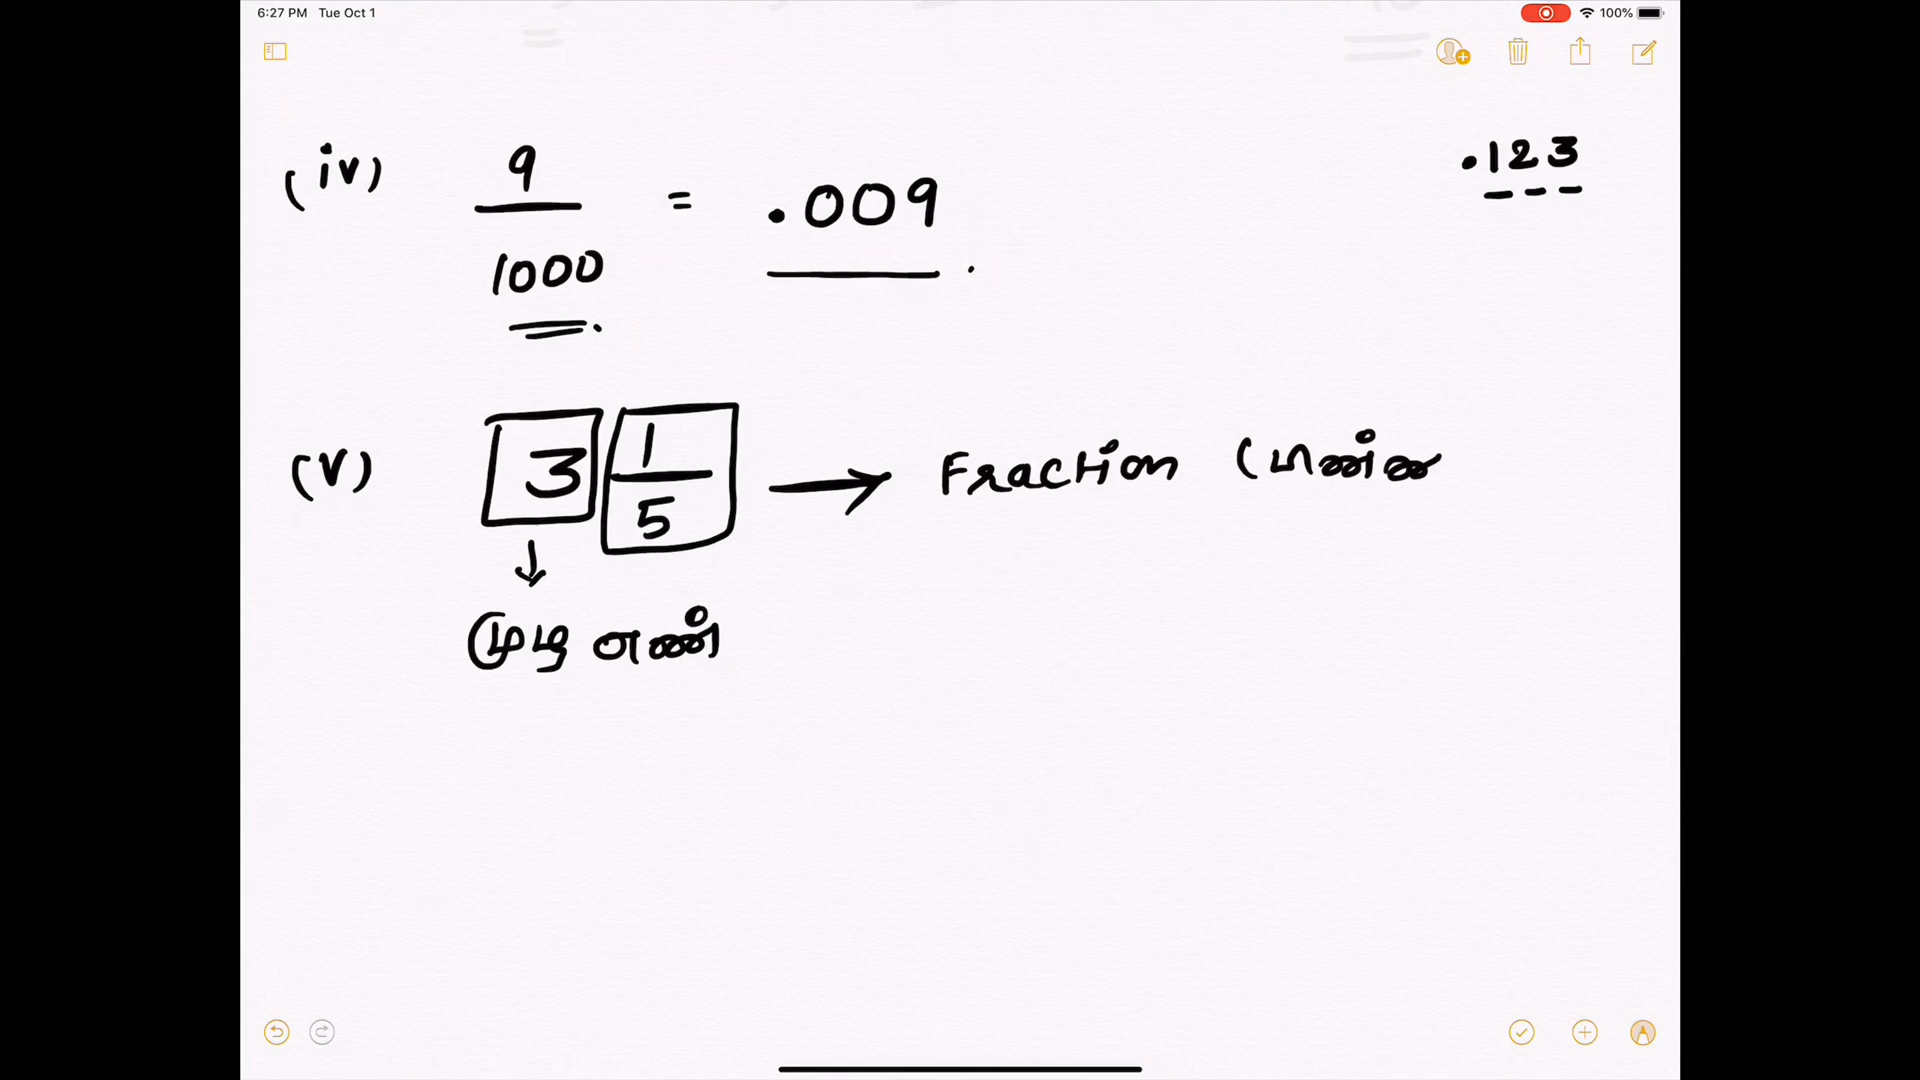 6:27 PM Tue Oct 1
100%
(iv) 9/1000 = .009
.123
(v) 3 1/5 → Fraction (பின்ன
↓
முழு எண்